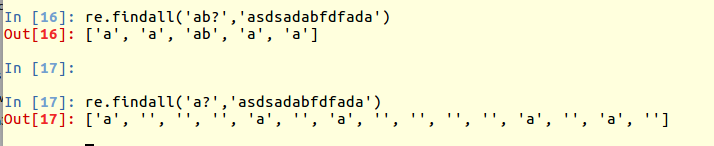 In [16]: re.findall('ab?','asdsadabfdfada')
Out[16]: ['a', 'a', 'ab', 'a', 'a']
In [17]:
In [17]: re.findall('a?','asdsadabfdfada')
Out[17]: ['a', '', '', '', 'a', '', 'a', '', '', '', '', 'a', '', 'a', '']